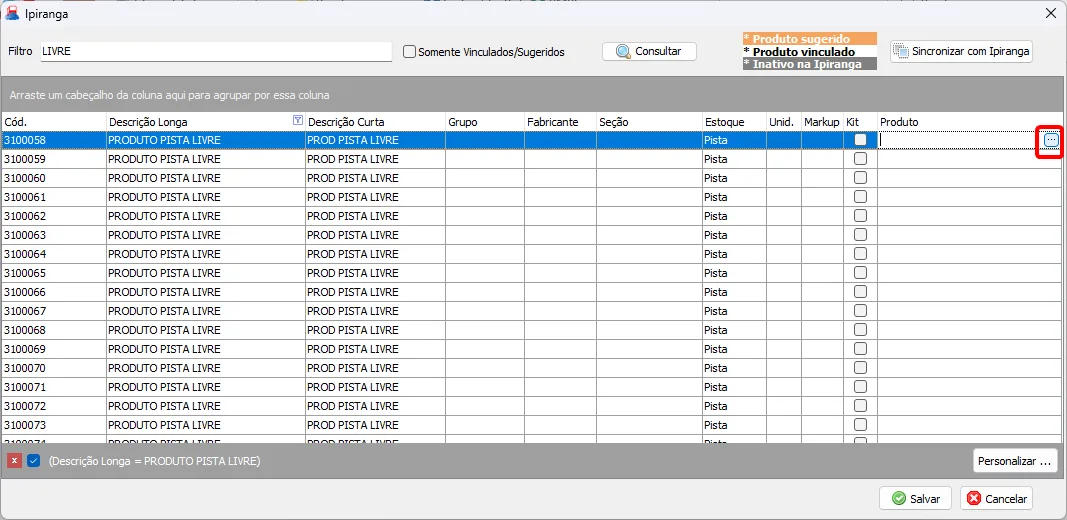 Ipiranga
Filtro LIVRE Somente Vinculados/Sugeridos Consultar
* Produto sugerido
* Produto vinculado
* Inativo na Ipiranga
Sincronizar com Ipiranga
Arraste um cabeçalho da coluna aqui para agrupar por essa coluna
Cód. Descrição Longa Descrição Curta Grupo Fabricante Seção Estoque Unid. Markup Kit Produto
3100058 PRODUTO PISTA LIVRE PROD PISTA LIVRE Pista ...
3100059 PRODUTO PISTA LIVRE PROD PISTA LIVRE Pista
3100060 PRODUTO PISTA LIVRE PROD PISTA LIVRE Pista
3100061 PRODUTO PISTA LIVRE PROD PISTA LIVRE Pista
3100062 PRODUTO PISTA LIVRE PROD PISTA LIVRE Pista
3100063 PRODUTO PISTA LIVRE PROD PISTA LIVRE Pista
3100064 PRODUTO PISTA LIVRE PROD PISTA LIVRE Pista
3100065 PRODUTO PISTA LIVRE PROD PISTA LIVRE Pista
3100066 PRODUTO PISTA LIVRE PROD PISTA LIVRE Pista
3100067 PRODUTO PISTA LIVRE PROD PISTA LIVRE Pista
3100068 PRODUTO PISTA LIVRE PROD PISTA LIVRE Pista
3100069 PRODUTO PISTA LIVRE PROD PISTA LIVRE Pista
3100070 PRODUTO PISTA LIVRE PROD PISTA LIVRE Pista
3100071 PRODUTO PISTA LIVRE PROD PISTA LIVRE Pista
3100072 PRODUTO PISTA LIVRE PROD PISTA LIVRE Pista
3100073 PRODUTO PISTA LIVRE PROD PISTA LIVRE Pista
3100074 PRODUTO PISTA LIVRE PROD PISTA LIVRE Pista
(Descrição Longa = PRODUTO PISTA LIVRE) Personalizar ...
Salvar Cancelar